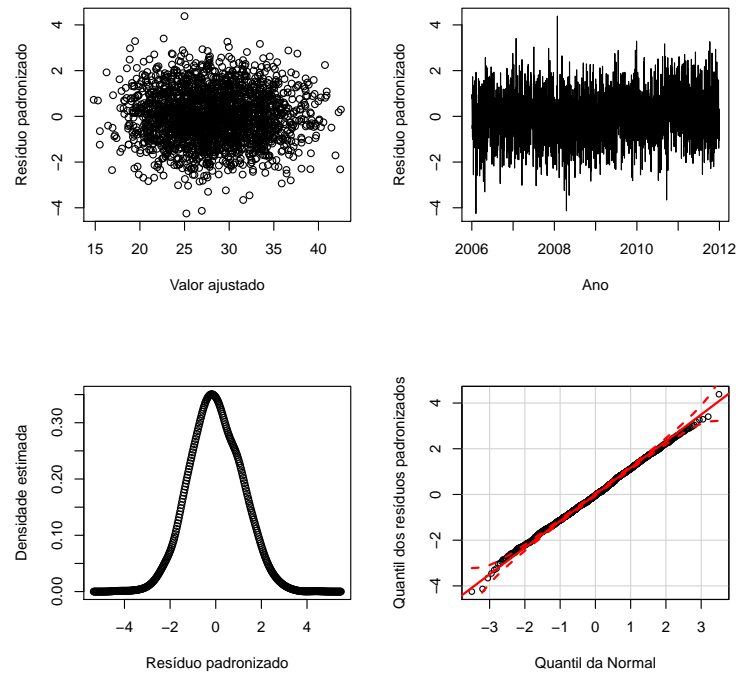 4
2
0
−2
−4
Resíduo padronizado
15 20 25 30 35 40
Valor ajustado
4
2
0
−2
−4
Resíduo padronizado
2006 2008 2010 2012
Ano
0.30
0.20
0.10
0.00
Densidade estimada
−4 −2 0 2 4
Resíduo padronizado
4
2
0
−2
−4
Quantil dos resíduos padronizados
−3 −2 −1 0 1 2 3
Quantil da Normal